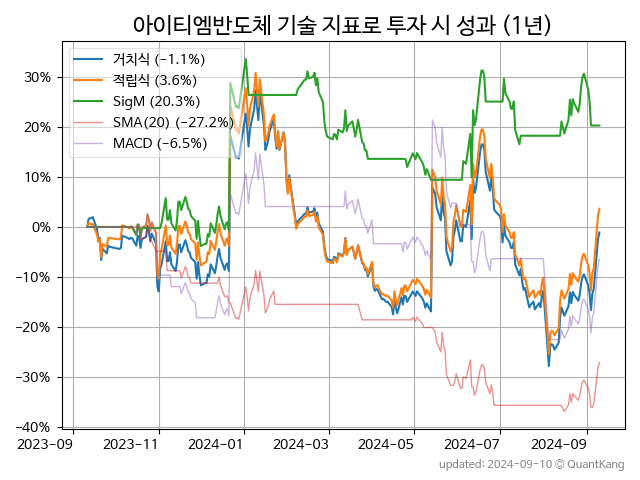 아이티엠반도체 기술 지표로 투자 시 성과 (1년)
거치식 (−1.1%)
적립식 (3.6%)
SigM (20.3%)
SMA(20) (−27.2%)
MACD (−6.5%)
30%
20%
10%
0%
−10%
−20%
−30%
−40%
2023-09 2023-11 2024-01 2024-03 2024-05 2024-07 2024-09
updated: 2024-09-10 © QuantKang